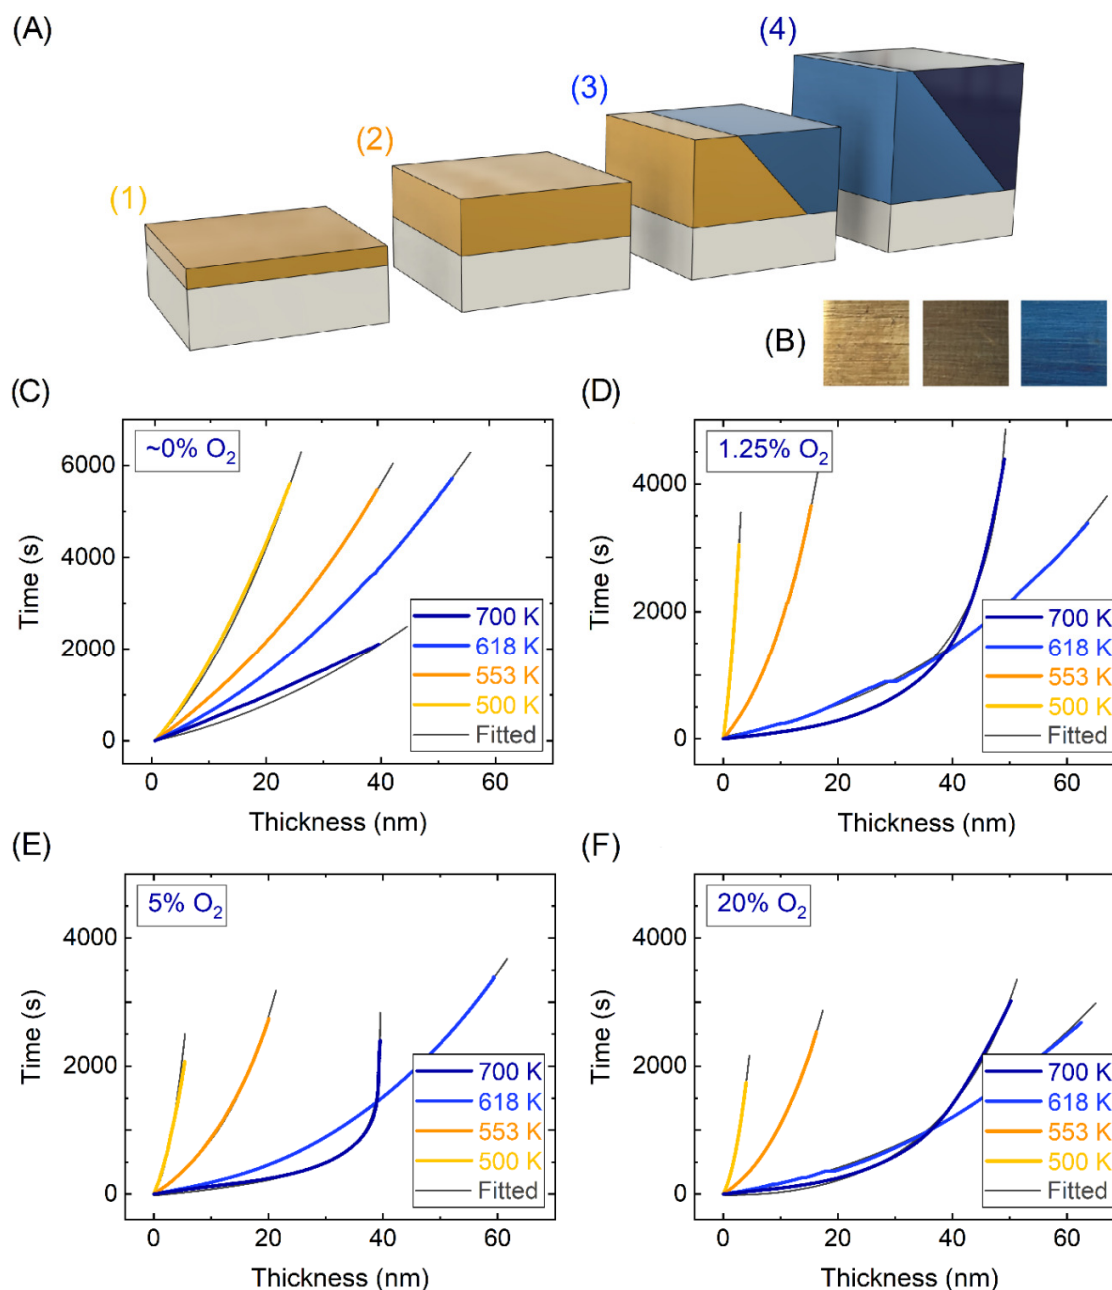 (A)
(1)
(2)
(3)
(4)
(B)
(C)
~0% O2
6000
4000
2000
0
Time (s)
0 20 40 60
Thickness (nm)
700 K
618 K
553 K
500 K
Fitted
(D)
1.25% O2
4000
2000
0
Time (s)
0 20 40 60
Thickness (nm)
700 K
618 K
553 K
500 K
Fitted
(E)
5% O2
4000
2000
0
Time (s)
0 20 40 60
Thickness (nm)
700 K
618 K
553 K
500 K
Fitted
(F)
20% O2
4000
2000
0
Time (s)
0 20 40 60
Thickness (nm)
700 K
618 K
553 K
500 K
Fitted